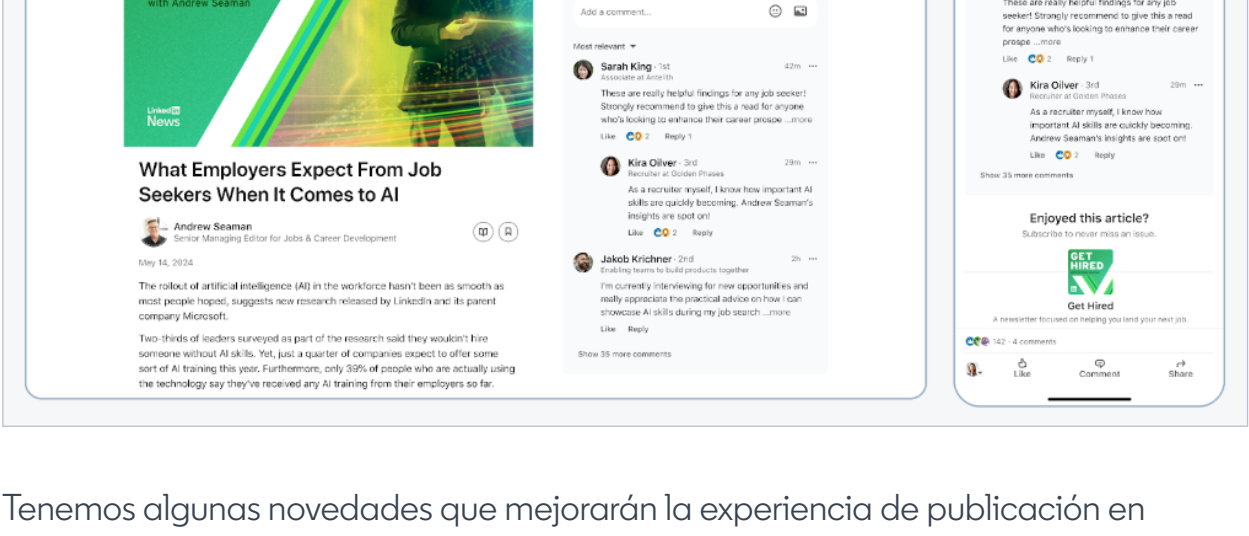 with Andrew Seaman
LinkedIn
News
What Employers Expect From Job
Seekers When It Comes to AI
Andrew Seaman
Senior Managing Editor for Jobs & Career Development
May 14, 2024
The rollout of artificial intelligence (AI) in the workforce hasn't been as smooth as
most people hoped, suggests new research released by LinkedIn and its parent
company Microsoft.
Two-thirds of leaders surveyed as part of the research said they wouldn't hire
someone without AI skills. Yet, just a quarter of companies expect to offer some
sort of AI training this year. Furthermore, only 39% of people who are actually using
the technology say they've received any AI training from their employers so far.
Add a comment...
Most relevant
Sarah King · 1st 42m
Associate at Antelith
These are really helpful findings for any job seeker!
Strongly recommend to give this a read for anyone
who's looking to enhance their career prospe ...more
Like 2 Reply 1
Kira Oilver · 3rd 29m
Recruiter at Golden Phases
As a recruiter myself, I know how important AI
skills are quickly becoming. Andrew Seaman's
insights are spot on!
Like 2 Reply
Jakob Krichner · 2nd 2h
Enabling teams to build products together
I'm currently interviewing for new opportunities and
really appreciate the practical advice on how I can
showcase AI skills during my job search ...more
Like Reply
Show 35 more comments
These are really helpful findings for any job
seeker! Strongly recommend to give this a read
for anyone who's looking to enhance their career
prospe ...more
Like 2 Reply 1
Kira Oilver · 3rd 29m
Recruiter at Golden Phases
As a recruiter myself, I know how
important AI skills are quickly becoming.
Andrew Seaman's insights are spot on!
Like 2 Reply
Show 35 more comments
Enjoyed this article?
Subscribe to never miss an issue.
GET
HIRED
Get Hired
A newsletter focused on helping you land your next job.
142 · 4 comments
Like Comment Share
Tenemos algunas novedades que mejorarán la experiencia de publicación en